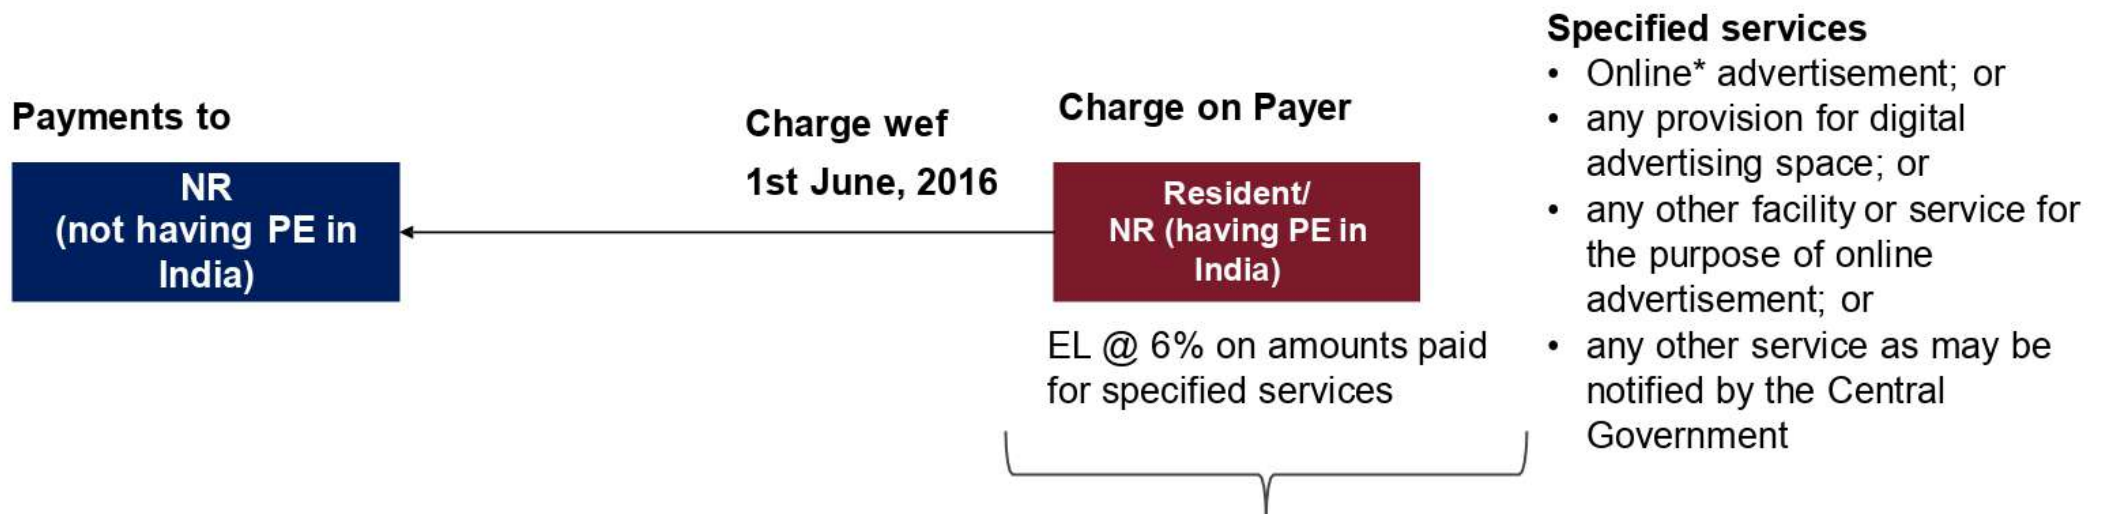 Payments to
NR
(not having PE in
India)
Charge wef
1st June, 2016
Charge on Payer
Resident/
NR (having PE in
India)
EL @ 6% on amounts paid
for specified services
Specified services
• Online* advertisement; or
• any provision for digital
advertising space; or
• any other facility or service for
the purpose of online
advertisement; or
• any other service as may be
notified by the Central
Government